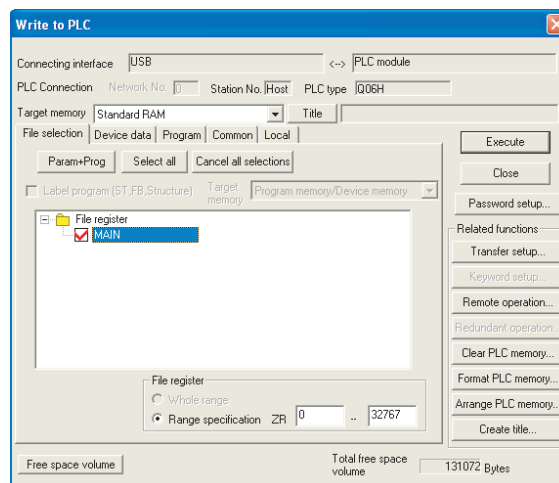 Write to PLC
Connecting interface USB <--> PLC module
PLC Connection Network No. 0 Station No. Host PLC type Q06H
Target memory Standard RAM Title
File selection Device data Program Common Local
Param+Prog Select all Cancel all selections
Label program (ST,FB,Structure) Target memory Program memory/Device memory
File register
MAIN
File register
Whole range
Range specification ZR 0 .. 32767
Execute
Close
Password setup...
Related functions
Transfer setup...
Keyword setup...
Remote operation...
Redundant operation..
Clear PLC memory...
Format PLC memory...
Arrange PLC memory...
Create title...
Free space volume Total free space volume 131072 Bytes